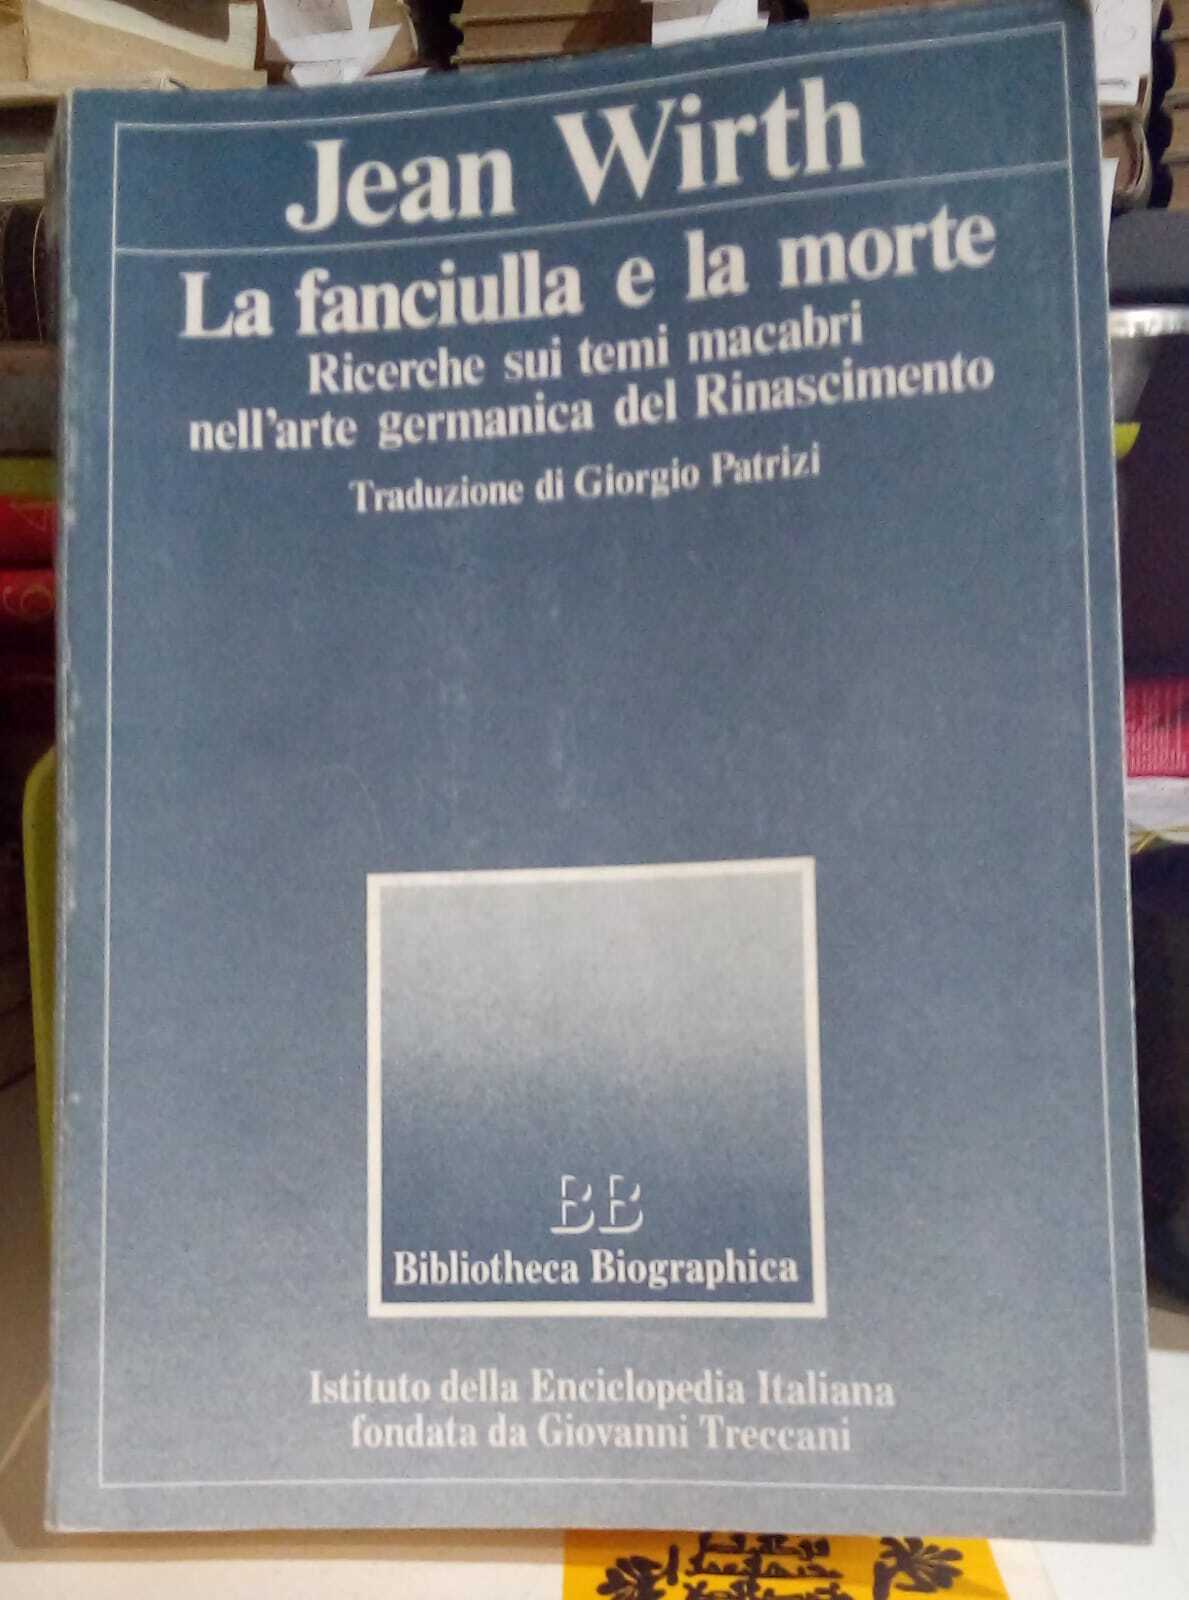 Jean Wirth
La fanciulla e la morte
Ricerche sui temi macabri
nell'arte germanica del Rinascimento
Traduzione di Giorgio Patrizi
BB
Bibliotheca Biographica
Istituto della Enciclopedia Italiana
fondata da Giovanni Treccani